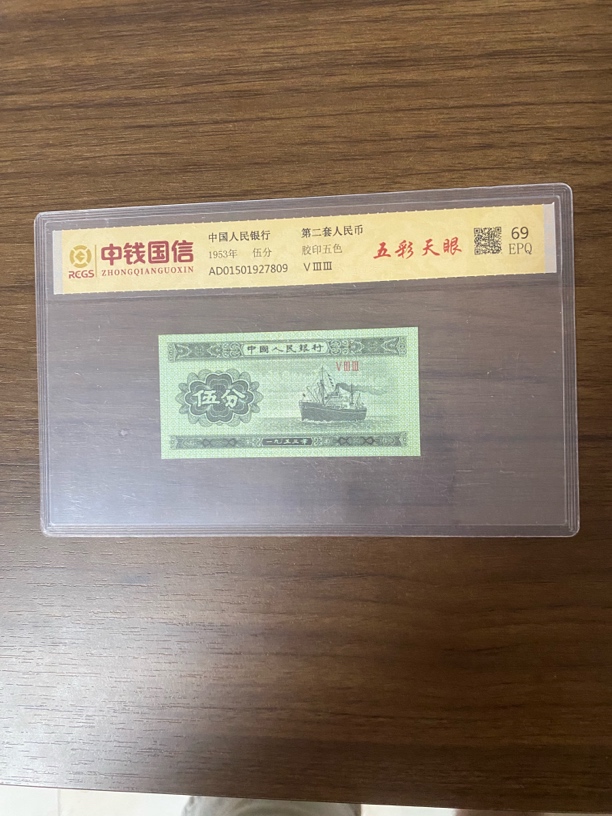 RCGS
中钱国信
ZHONGQIANGUOXIN
中国人民银行 第二套人民币
1953年 伍分 胶印五色
AD01501927809 VⅢⅢ
五彩天眼
69
EPQ
中國人民銀行
VⅢⅢ
伍分
一九五三年